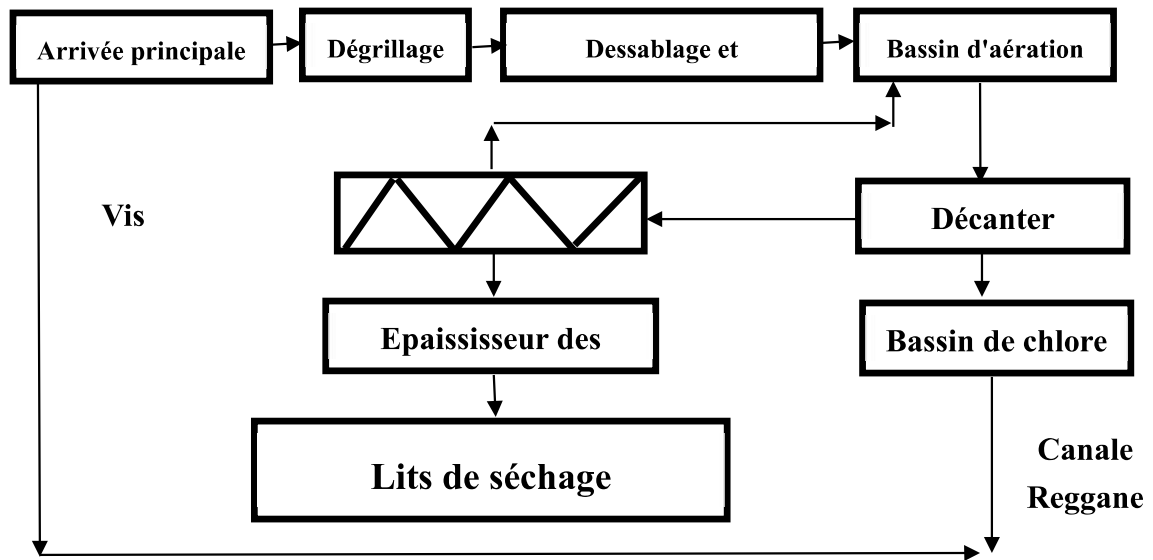 Arrivée principale
Dégrillage
Dessablage et
Bassin d'aération
Vis
Décanter
Epaississeur des
Bassin de chlore
Lits de séchage
Canale
Reggane